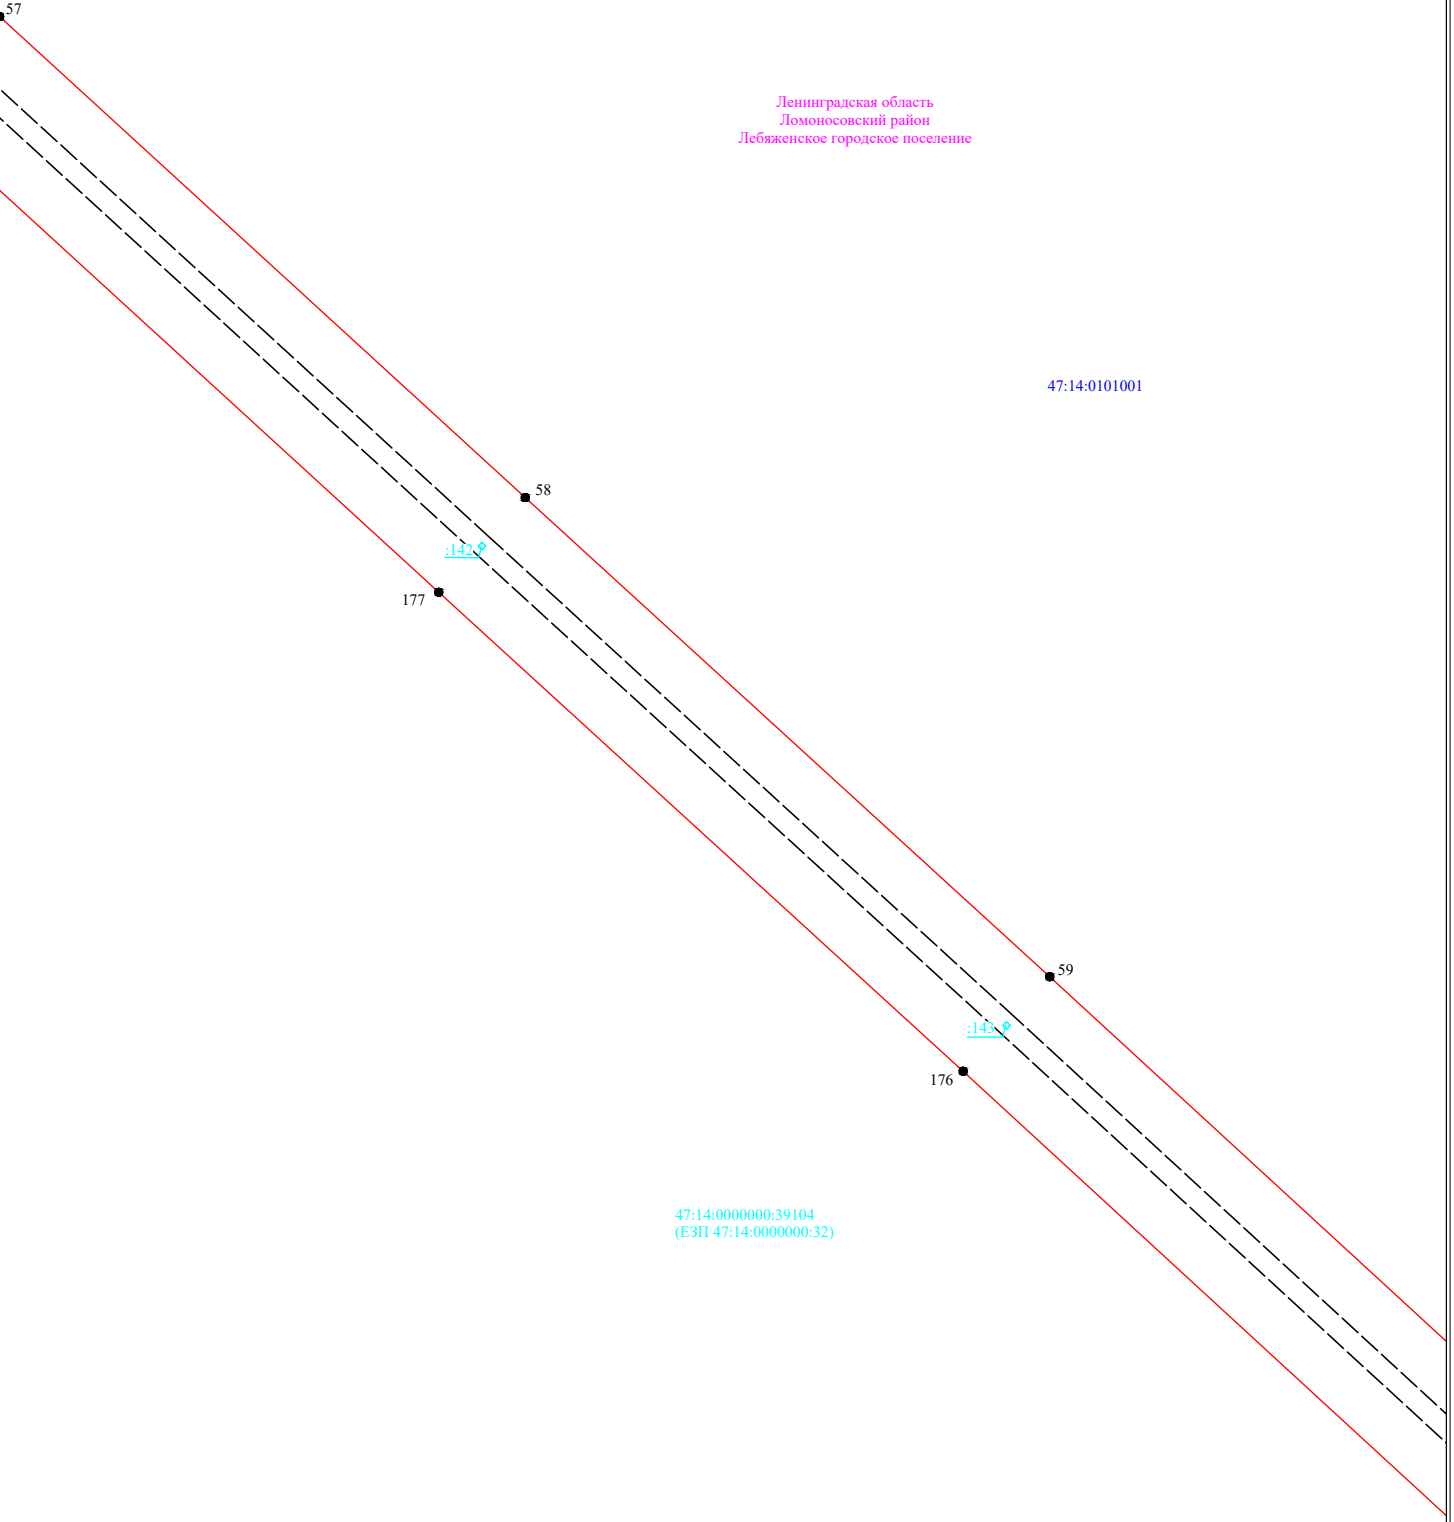 57
Ленинградская область
Ломоносовский район
Лебяженское городское поселение
47:14:0101001
58
:142
177
59
:143
176
47:14:0000000:39104
(ЕЗП 47:14:0000000:32)